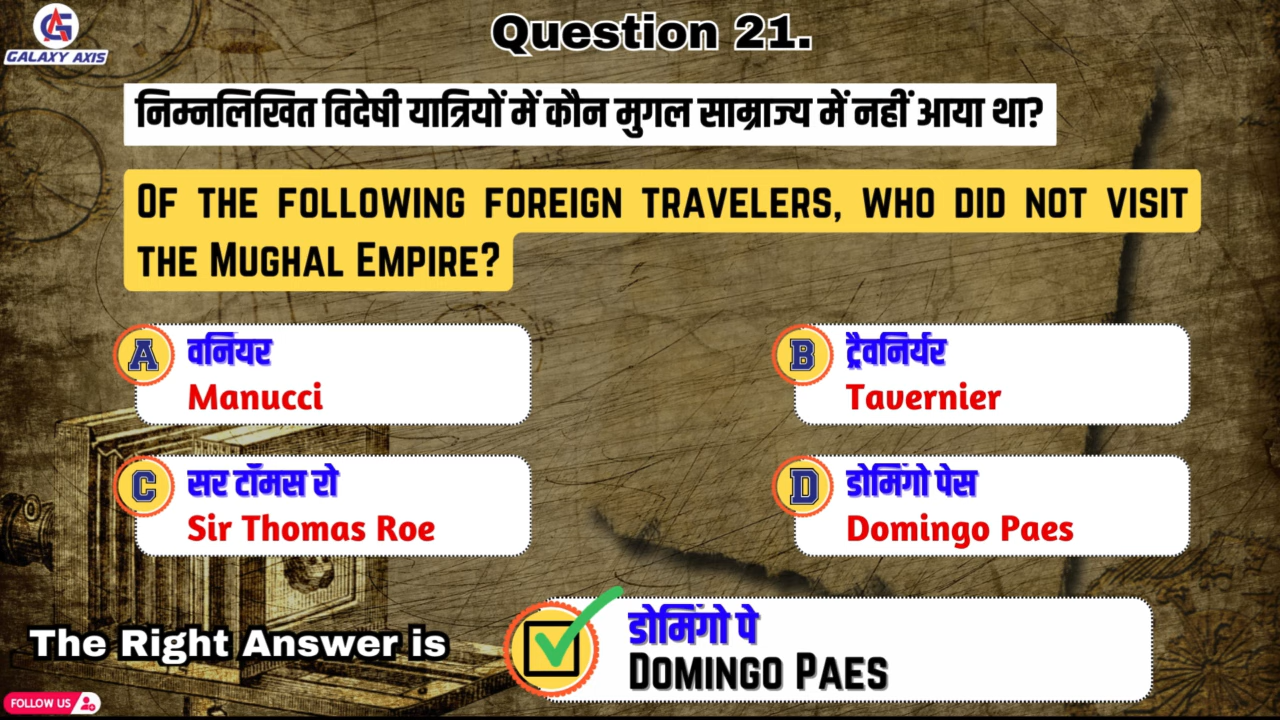 GALAXY AXIS
Question 21.
निम्नलिखित विदेषी यात्रियों में कौन मुगल साम्राज्य में नहीं आया था?
OF THE FOLLOWING FOREIGN TRAVELERS, WHO DID NOT VISIT
THE MUGHAL EMPIRE?
A वनियर
Manucci
B ट्रैवनिर्यर
Tavernier
C सर टॉमस रो
Sir Thomas Roe
D डोमिंगो पेस
Domingo Paes
The Right Answer is
डोमिंगो पे
DOMINGO PAES
FOLLOW US